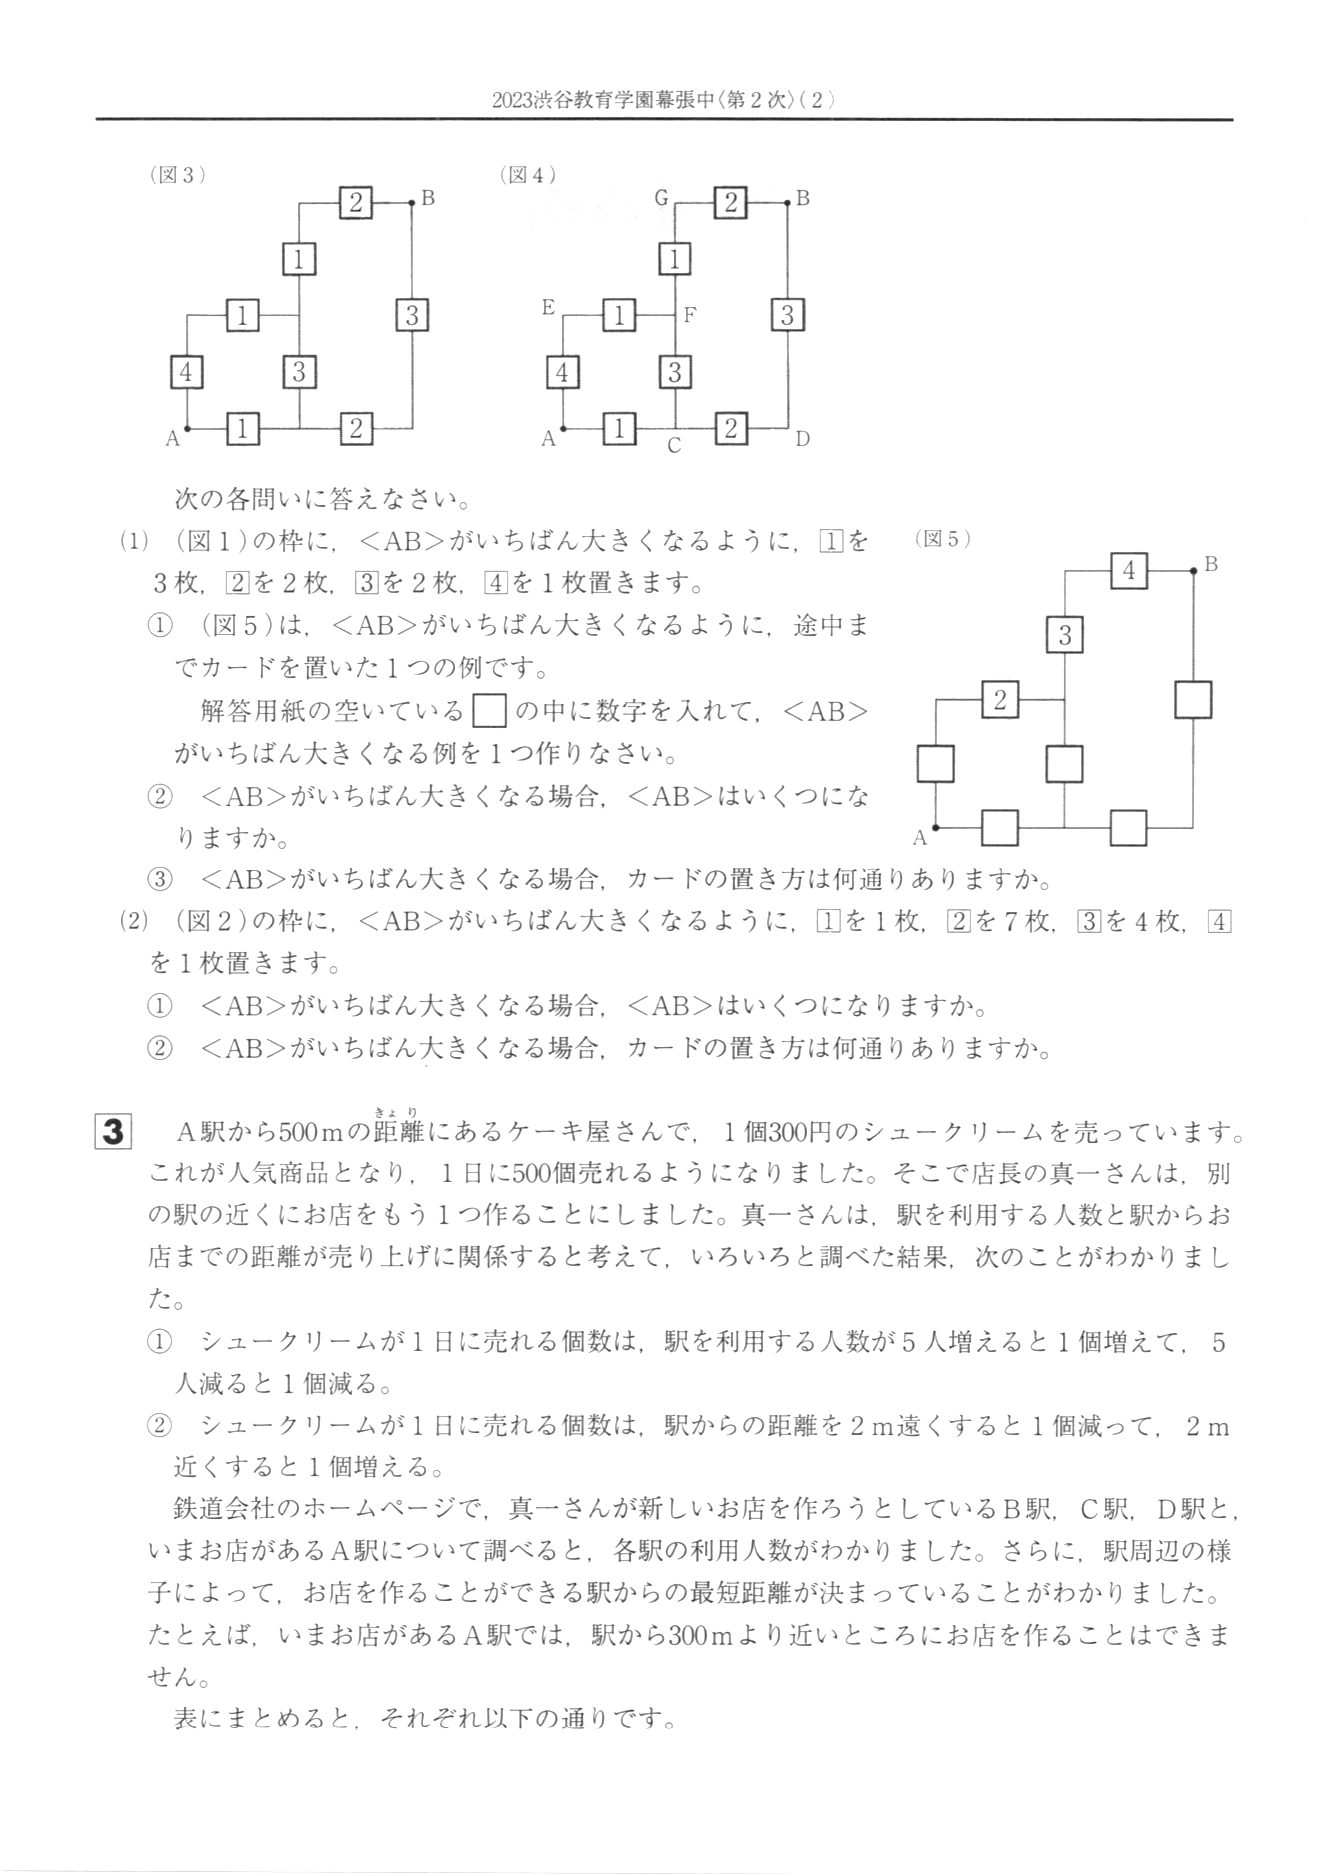 2023渋谷教育学園幕張中〈第2次〉(2)
(図3)
2
B
1
1
3
4
3
A
1
2
(図4)
G
2
B
1
E
1
F
3
4
3
A
1
C
2
D
次の各問いに答えなさい。
(1) (図1)の枠に,<AB>がいちばん大きくなるように,1を
3枚,2を2枚,3を2枚,4を1枚置きます。
① (図5)は,<AB>がいちばん大きくなるように,途中ま
でカードを置いた1つの例です。
解答用紙の空いている□の中に数字を入れて,<AB>
がいちばん大きくなる例を1つ作りなさい。
② <AB>がいちばん大きくなる場合,<AB>はいくつにな
りますか。
(図5)
4
B
3
2
A
③ <AB>がいちばん大きくなる場合,カードの置き方は何通りありますか。
(2) (図2)の枠に,<AB>がいちばん大きくなるように,1を1枚,2を7枚,3を4枚,4
を1枚置きます。
① <AB>がいちばん大きくなる場合,<AB>はいくつになりますか。
② <AB>がいちばん大きくなる場合,カードの置き方は何通りありますか。
3 A駅から500mの距離にあるケーキ屋さんで,1個300円のシュークリームを売っています。
きょり
これが人気商品となり,1日に500個売れるようになりました。そこで店長の真一さんは,別
の駅の近くにお店をもう1つ作ることにしました。真一さんは,駅を利用する人数と駅からお
店までの距離が売り上げに関係すると考えて,いろいろと調べた結果,次のことがわかりまし
た。
① シュークリームが1日に売れる個数は,駅を利用する人数が5人増えると1個増えて,5
人減ると1個減る。
② シュークリームが1日に売れる個数は,駅からの距離を2m遠くすると1個減って,2m
近くすると1個増える。
鉄道会社のホームページで,真一さんが新しいお店を作ろうとしているB駅,C駅,D駅と,
いまお店があるA駅について調べると,各駅の利用人数がわかりました。さらに,駅周辺の様
子によって,お店を作ることができる駅からの最短距離が決まっていることがわかりました。
たとえば,いまお店があるA駅では,駅から300mより近いところにお店を作ることはできま
せん。
表にまとめると,それぞれ以下の通りです。